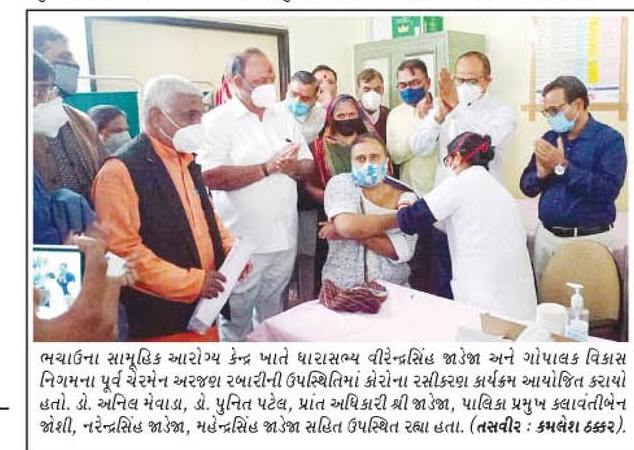 ભચાઉના સામૂહિક આરોગ્ય કેન્દ્ર ખાતે ધારાસભ્ય વીરેન્દ્રસિંહ જાડેજા અને ગોપાલક વિકાસ
નિગમના પૂર્વ ચેરમેન અરજણ રબારીની ઉપસ્થિતિમાં કોરોના રસીકરણ કાર્યક્રમ આયોજિત કરાયો
હતો. ડો. અનિલ મેવાડા, ડો. પુનિત પટેલ, પ્રાંત અધિકારી શ્રી જાડેજા, પાલિકા પ્રમુખ કલાવંતીબેન
જોશી, નરેન્દ્રસિંહ જાડેજા, મહેન્દ્રસિંહ જાડેજા સહિત ઉપસ્થિત રહ્યા હતા. (તસવીર : કમલેશ ઠક્કર).